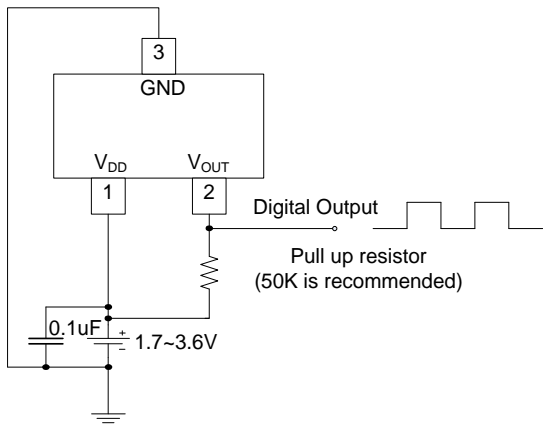 3
GND
VDD VOUT
1 2
Digital Output
Pull up resistor
(50K is recommended)
0.1uF
+
-
1.7~3.6V